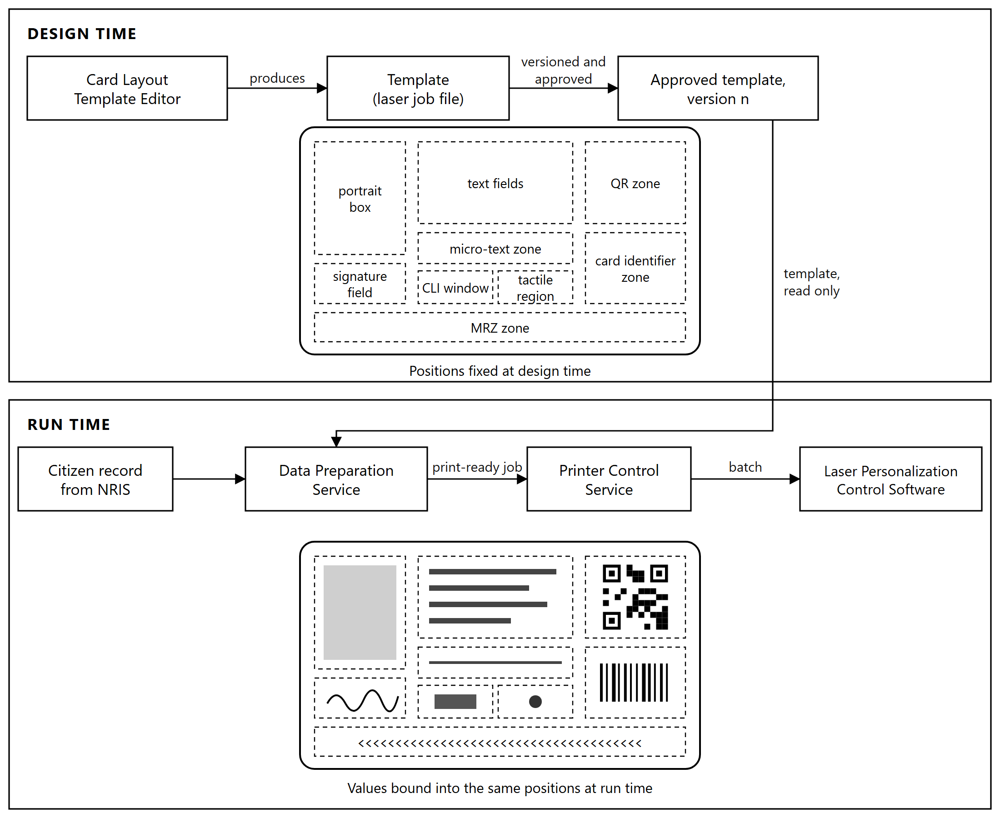 DESIGN TIME
Card Layout
Template Editor
produces
Template
(laser job file)
versioned and
approved
Approved template,
version n
portrait
box
text fields
QR zone
micro-text zone
card identifier
zone
signature
field
CLI window
tactile
region
MRZ zone
template,
read only
Positions fixed at design time
RUN TIME
Citizen record
from NRIS
Data Preparation
Service
print-ready job
Printer Control
Service
batch
Laser Personalization
Control Software
<<<<<<<<<<<<<<<<<<<<<<<<<<<<<<<<<<<<<<
Values bound into the same positions at run time